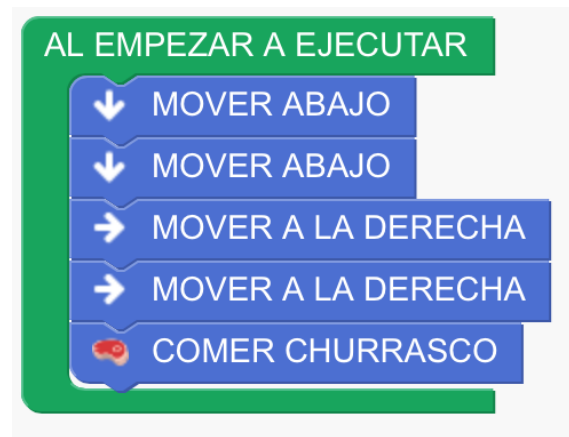 AL EMPEZAR A EJECUTAR
MOVER ABAJO
MOVER ABAJO
MOVER A LA DERECHA
MOVER A LA DERECHA
COMER CHURRASCO